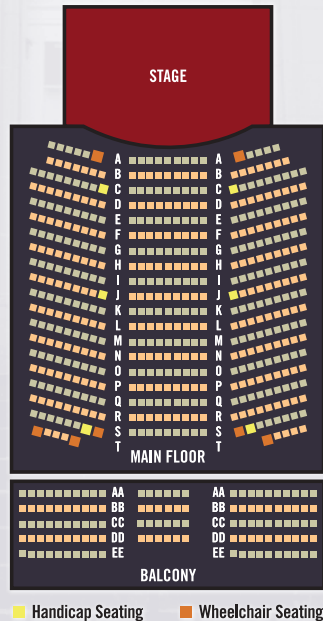 STAGE
A A
B B
C C
D D
E E
F F
G G
H H
I I
J J
K K
L L
M M
N N
O O
P P
Q Q
R R
S S
T T
MAIN FLOOR
AA AA
BB BB
CC CC
DD DD
EE EE
BALCONY
Handicap Seating Wheelchair Seating